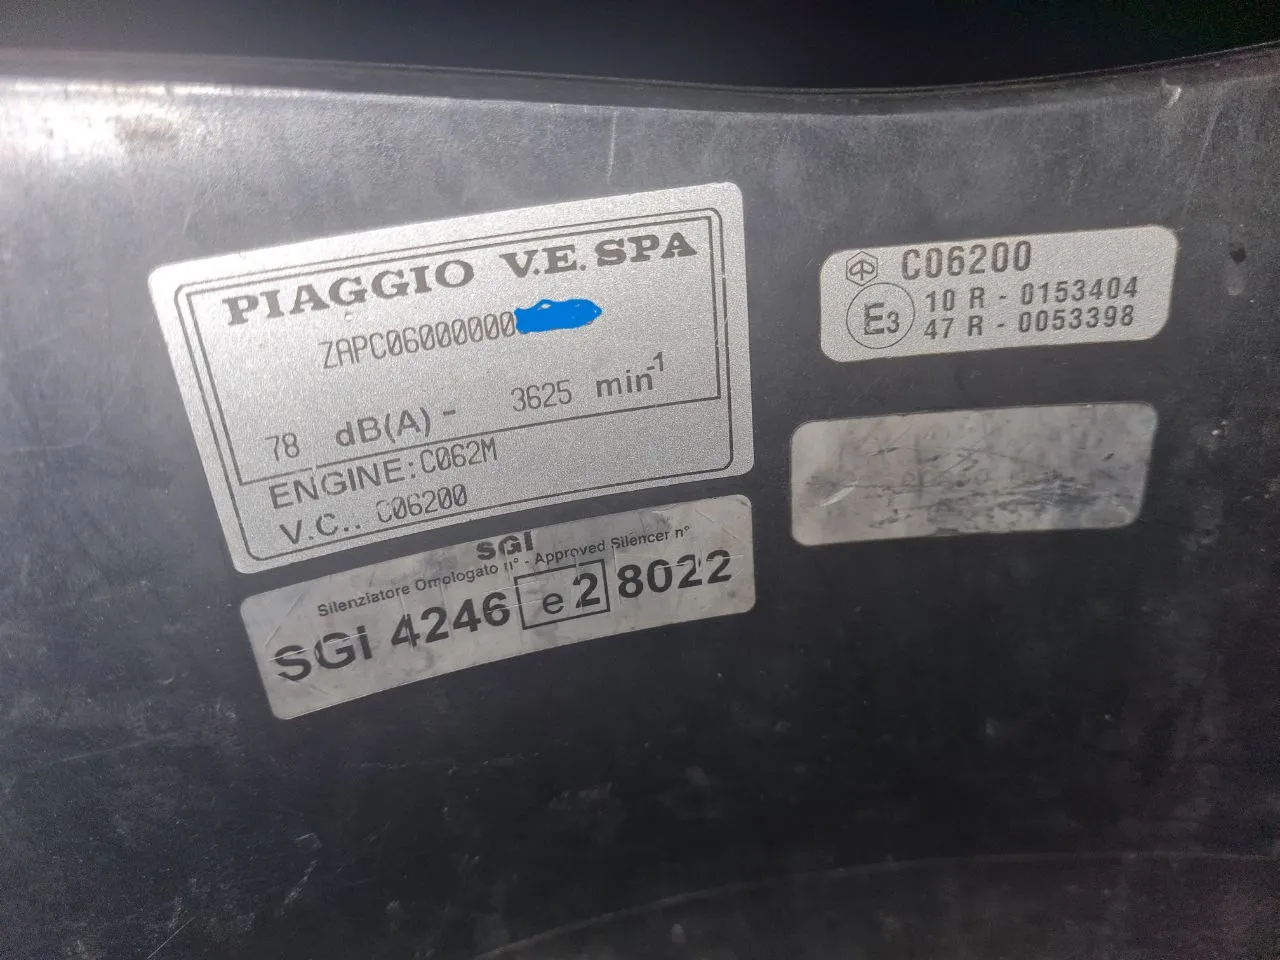 PIAGGIO V.E. SPA
ZAPC06000000
78 dB(A) - 3625 min-1
ENGINE: C062M
V.C.. C06200
SGI
Silenziatore Omologato n° - Approved Silencer n°
SGI 4246 e2 8022
C06200
E3 10 R - 0153404
47 R - 0053398